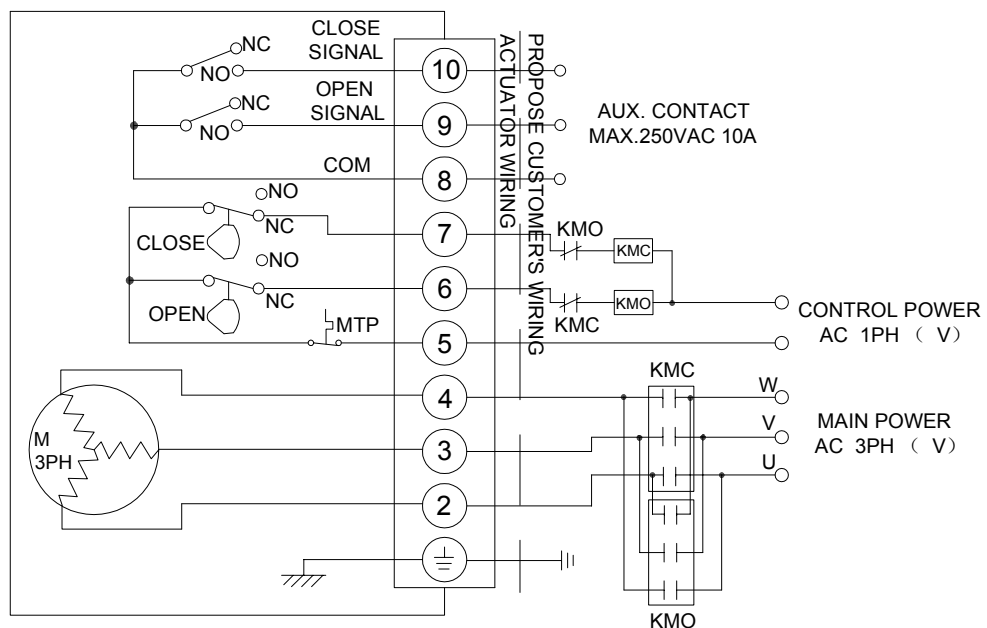 CLOSE
SIGNAL
NC
NO
10
OPEN
SIGNAL
NC
NO
9
COM
8
AUX. CONTACT
MAX.250VAC 10A
PROPOSE CUSTOMER'S WIRING
ACTUATOR WIRING
NO
NC
CLOSE
7
KMO
KMC
NO
NC
OPEN
6
KMC
KMO
MTP
5
CONTROL POWER
AC 1PH （ V）
4
KMC
W
M
3PH
3
V
MAIN POWER
AC 3PH （ V）
2
U
KMO